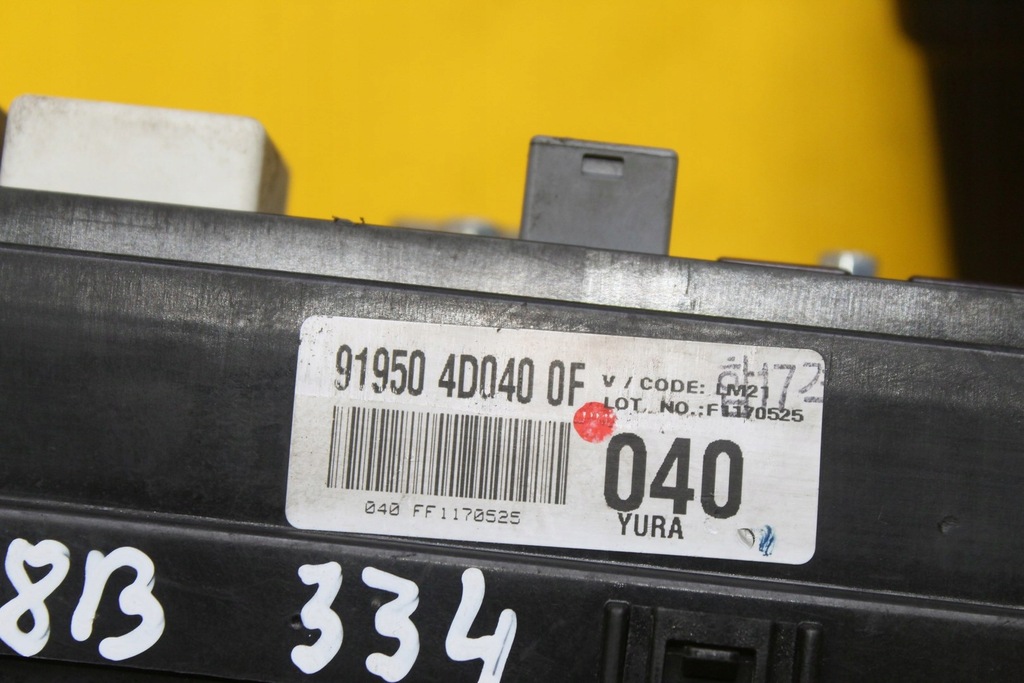 91950 4D040 0F
V / CODE: LM21
LOT. NO.:F1170525
040
YURA
040 FF1170525
8B 334